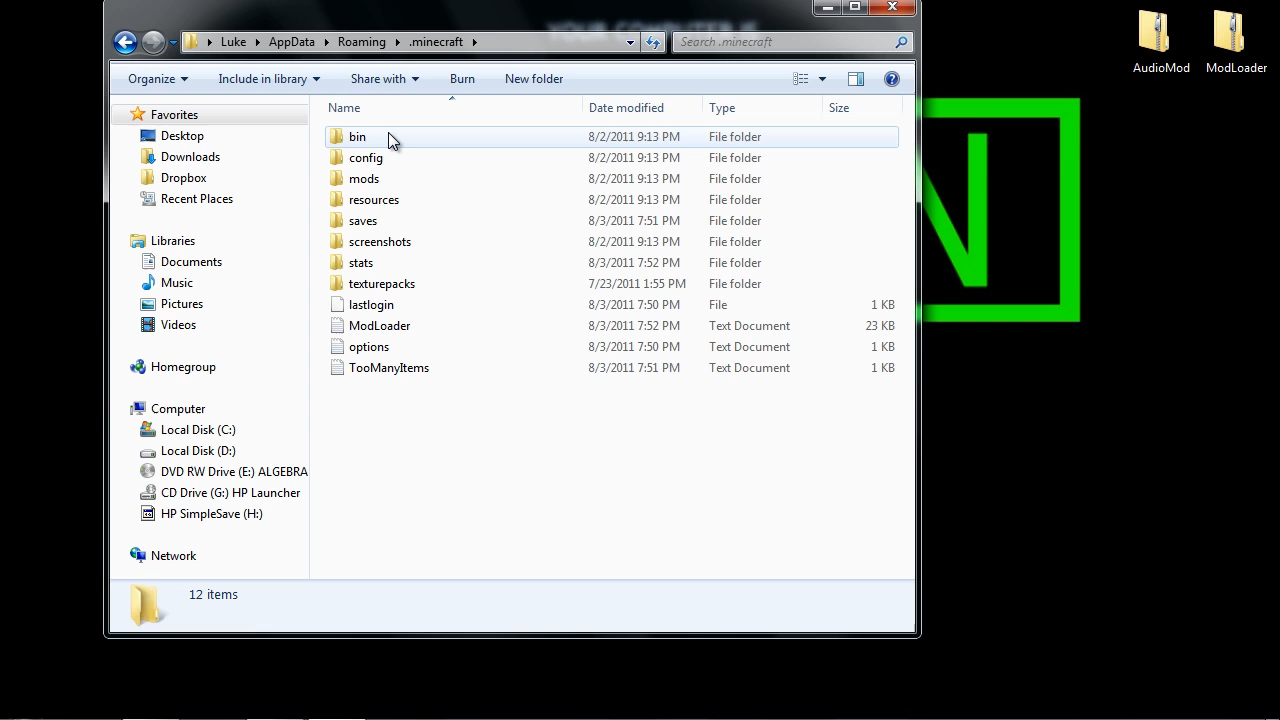 YOUR COMPUTER IS
Luke AppData Roaming .minecraft Search .minecraft
Organize Include in library Share with Burn New folder
Name Date modified Type Size
Favorites
Desktop
Downloads
Dropbox
Recent Places
Libraries
Documents
Music
Pictures
Videos
Homegroup
Computer
Local Disk (C:)
Local Disk (D:)
DVD RW Drive (E:) ALGEBRA
CD Drive (G:) HP Launcher
HP SimpleSave (H:)
Network
bin 8/2/2011 9:13 PM File folder
config 8/2/2011 9:13 PM File folder
mods 8/2/2011 9:13 PM File folder
resources 8/2/2011 9:13 PM File folder
saves 8/3/2011 7:51 PM File folder
screenshots 8/2/2011 9:13 PM File folder
stats 8/3/2011 7:52 PM File folder
texturepacks 7/23/2011 1:55 PM File folder
lastlogin 8/3/2011 7:50 PM File 1 KB
ModLoader 8/3/2011 7:52 PM Text Document 23 KB
options 8/3/2011 7:50 PM Text Document 1 KB
TooManyItems 8/3/2011 7:51 PM Text Document 1 KB
12 items
AudioMod
ModLoader
N